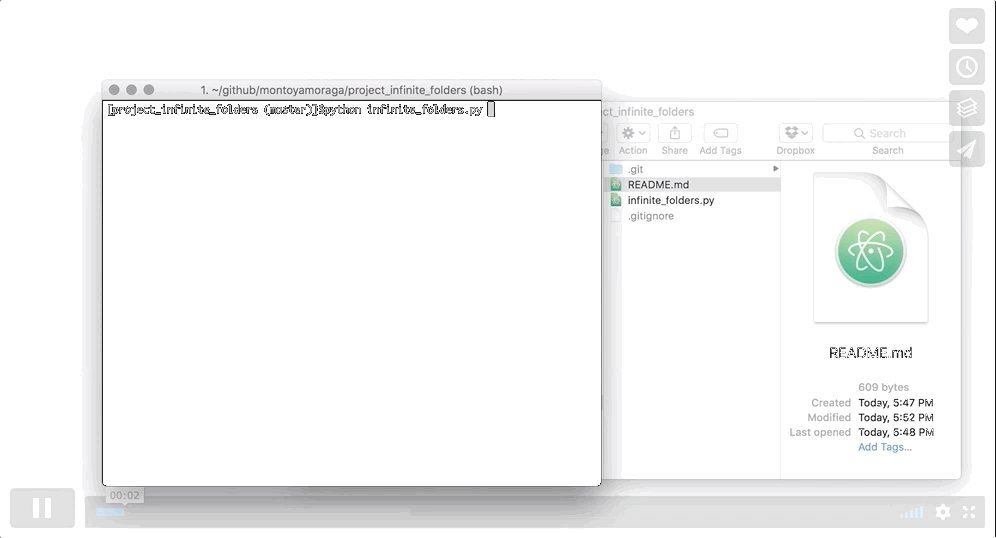 1. ~/github/montoyamoraga/project_infinite_folders (bash)
[project_infinite_folders (master)]$python infinite_folders.py
ct_infinite_folders
Search
ge Action Share Add Tags Dropbox Search
.git
README.md
infinite_folders.py
.gitignore
README.md
609 bytes
Created Today, 5:47 PM
Modified Today, 5:52 PM
Last opened Today, 5:48 PM
Add Tags...
00:02